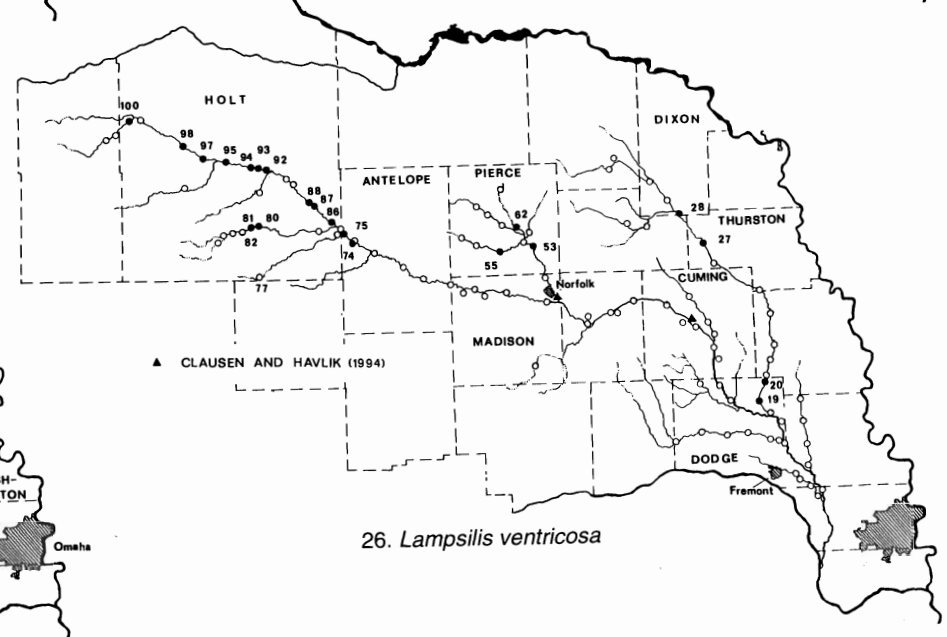 HOLT
DIXON
100
98
97
95
94
93
92
ANTELOPE
PIERCE
88
87
86
81
80
82
75
74
77
62
53
55
28
THURSTON
27
CUMING
Norfolk
MADISON
▲ CLAUSEN AND HAVLIK (1994)
20
19
DODGE
Fremont
SH-
TON
Omaha
26. Lampsilis ventricosa